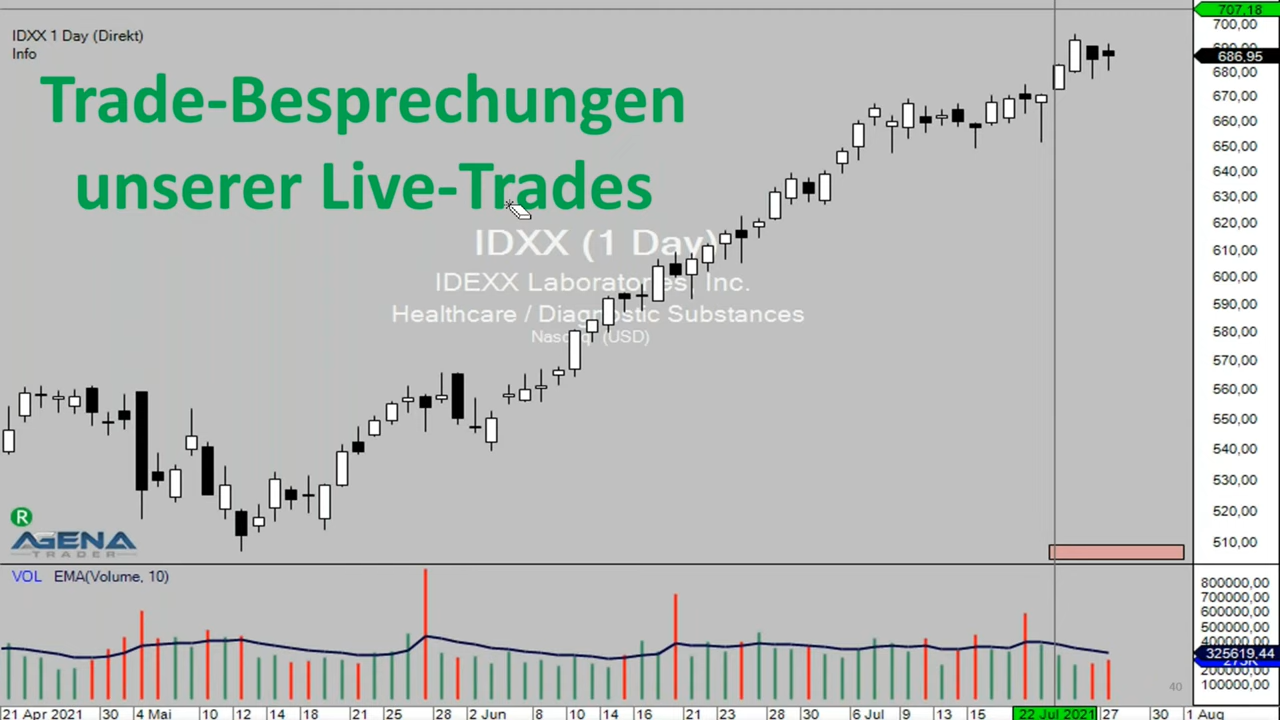 707.18
IDXX 1 Day (Direkt)
Info
Trade-Besprechungen
unserer Live-Trades
IDXX (1 Day)
IDEXX Laboratories, Inc.
Healthcare / Diagnostic Substances
Nasdaq (USD)
700,00
686.95
680,00
670,00
660,00
650,00
640,00
630,00
620,00
610,00
600,00
590,00
580,00
570,00
560,00
550,00
540,00
530,00
520,00
510,00
R
AGENA
TRADER
VOL EMA(Volume, 10)
800000,00
700000,00
600000,00
500000,00
400000,00
325619.44
200000,00
100000,00
40
21 Apr 2021 30 4 Mai 10 12 14 18 21 25 28 2 Jun 8 10 14 16 21 23 28 30 6 Jul 9 13 15 22 Jul 2021 27 30 1 Aug